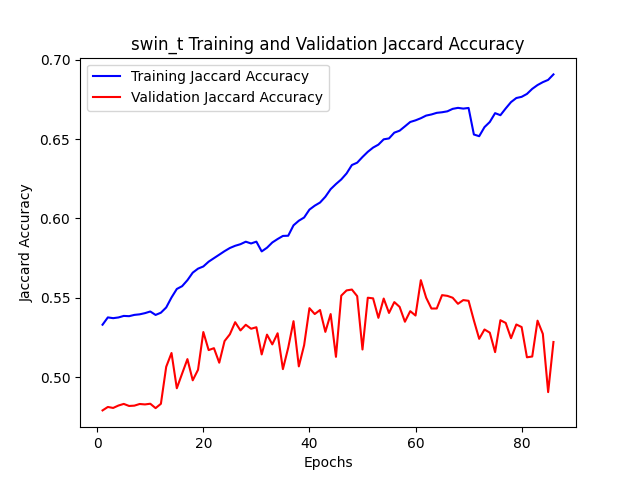 swin_t Training and Validation Jaccard Accuracy
Training Jaccard Accuracy
Validation Jaccard Accuracy
Jaccard Accuracy
0.70
0.65
0.60
0.55
0.50
0 20 40 60 80
Epochs